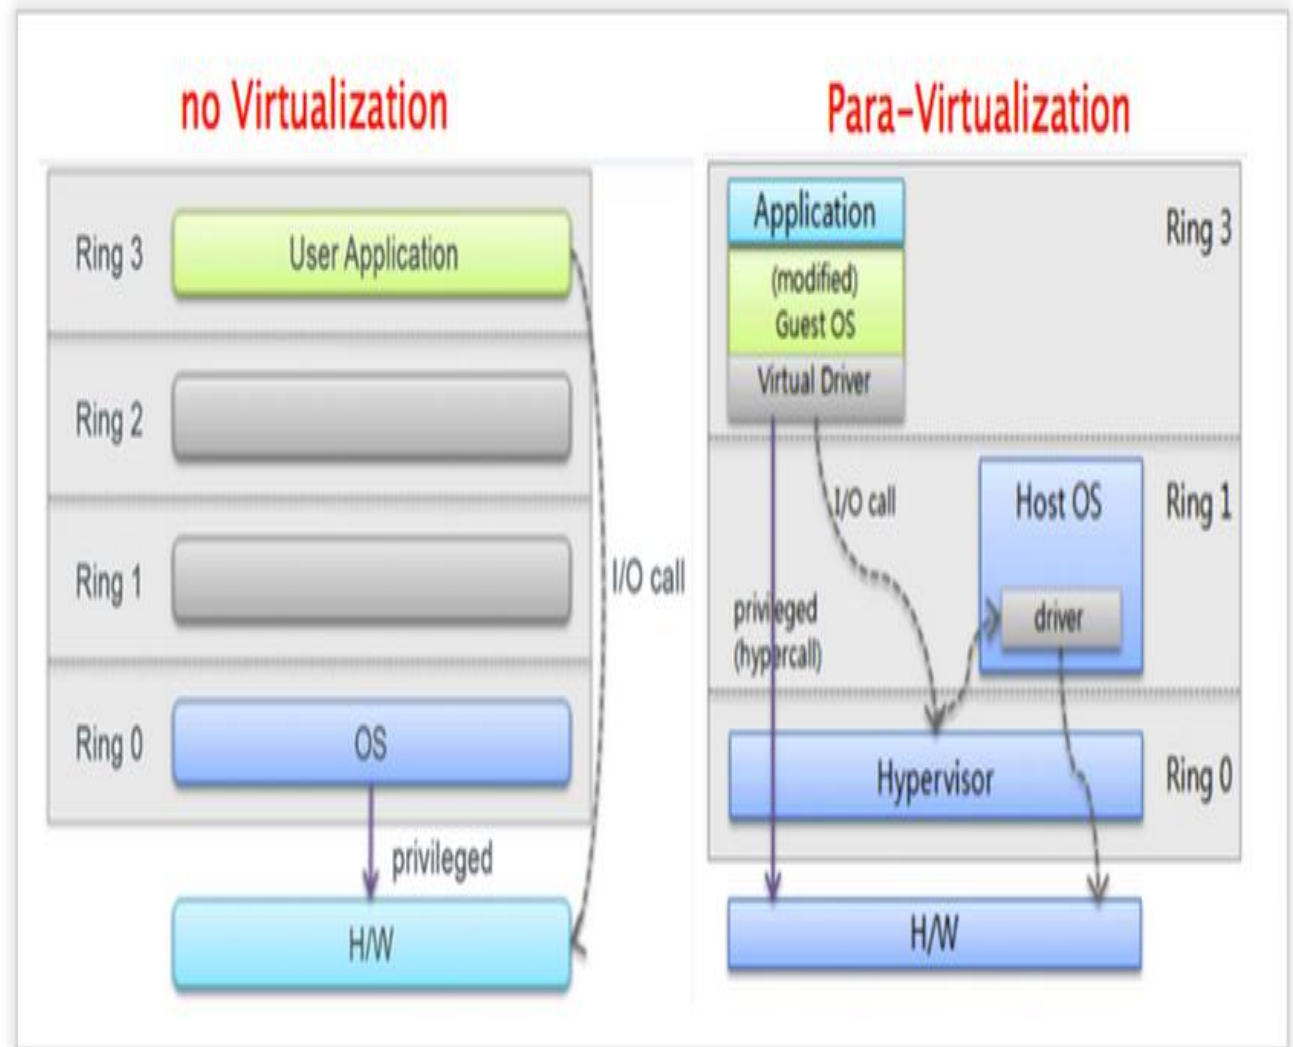 no Virtualization
Ring 3
User Application
Ring 2
Ring 1
I/O call
Ring 0
OS
privileged
H/W
Para-Virtualization
Application
Ring 3
(modified)
Guest OS
Virtual Driver
I/O call
Host OS
Ring 1
privileged
(hypercall)
driver
Hypervisor
Ring 0
H/W